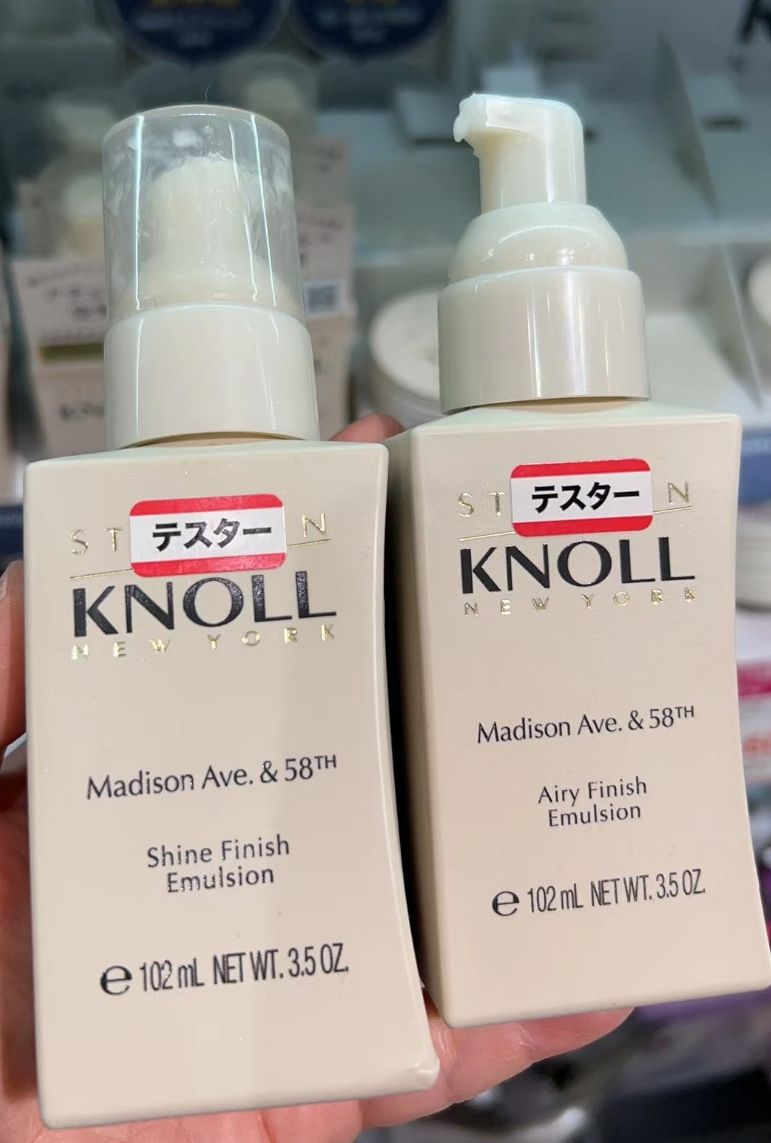 ST
N
テスター
KNOLL
NEW YORK
Madison Ave. & 58TH
Shine Finish
Emulsion
e 102 mL NET WT. 3.5 OZ.
ST
N
テスター
KNOLL
NEW YORK
Madison Ave. & 58TH
Airy Finish
Emulsion
e 102 mL NET WT. 3.5 OZ.